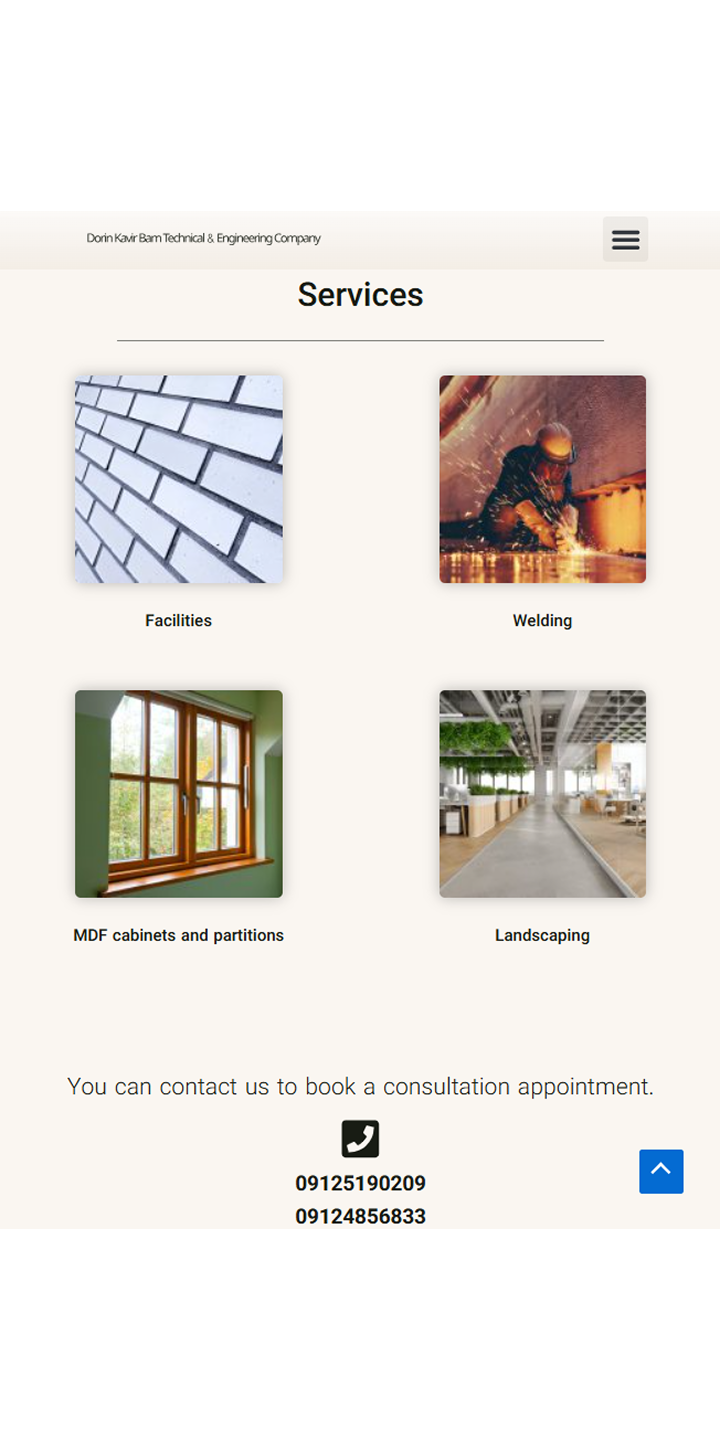 Dorin Kavir Bam Technical & Engineering Company
Services
Facilities
Welding
MDF cabinets and partitions
Landscaping
You can contact us to book a consultation appointment.
09125190209
09124856833